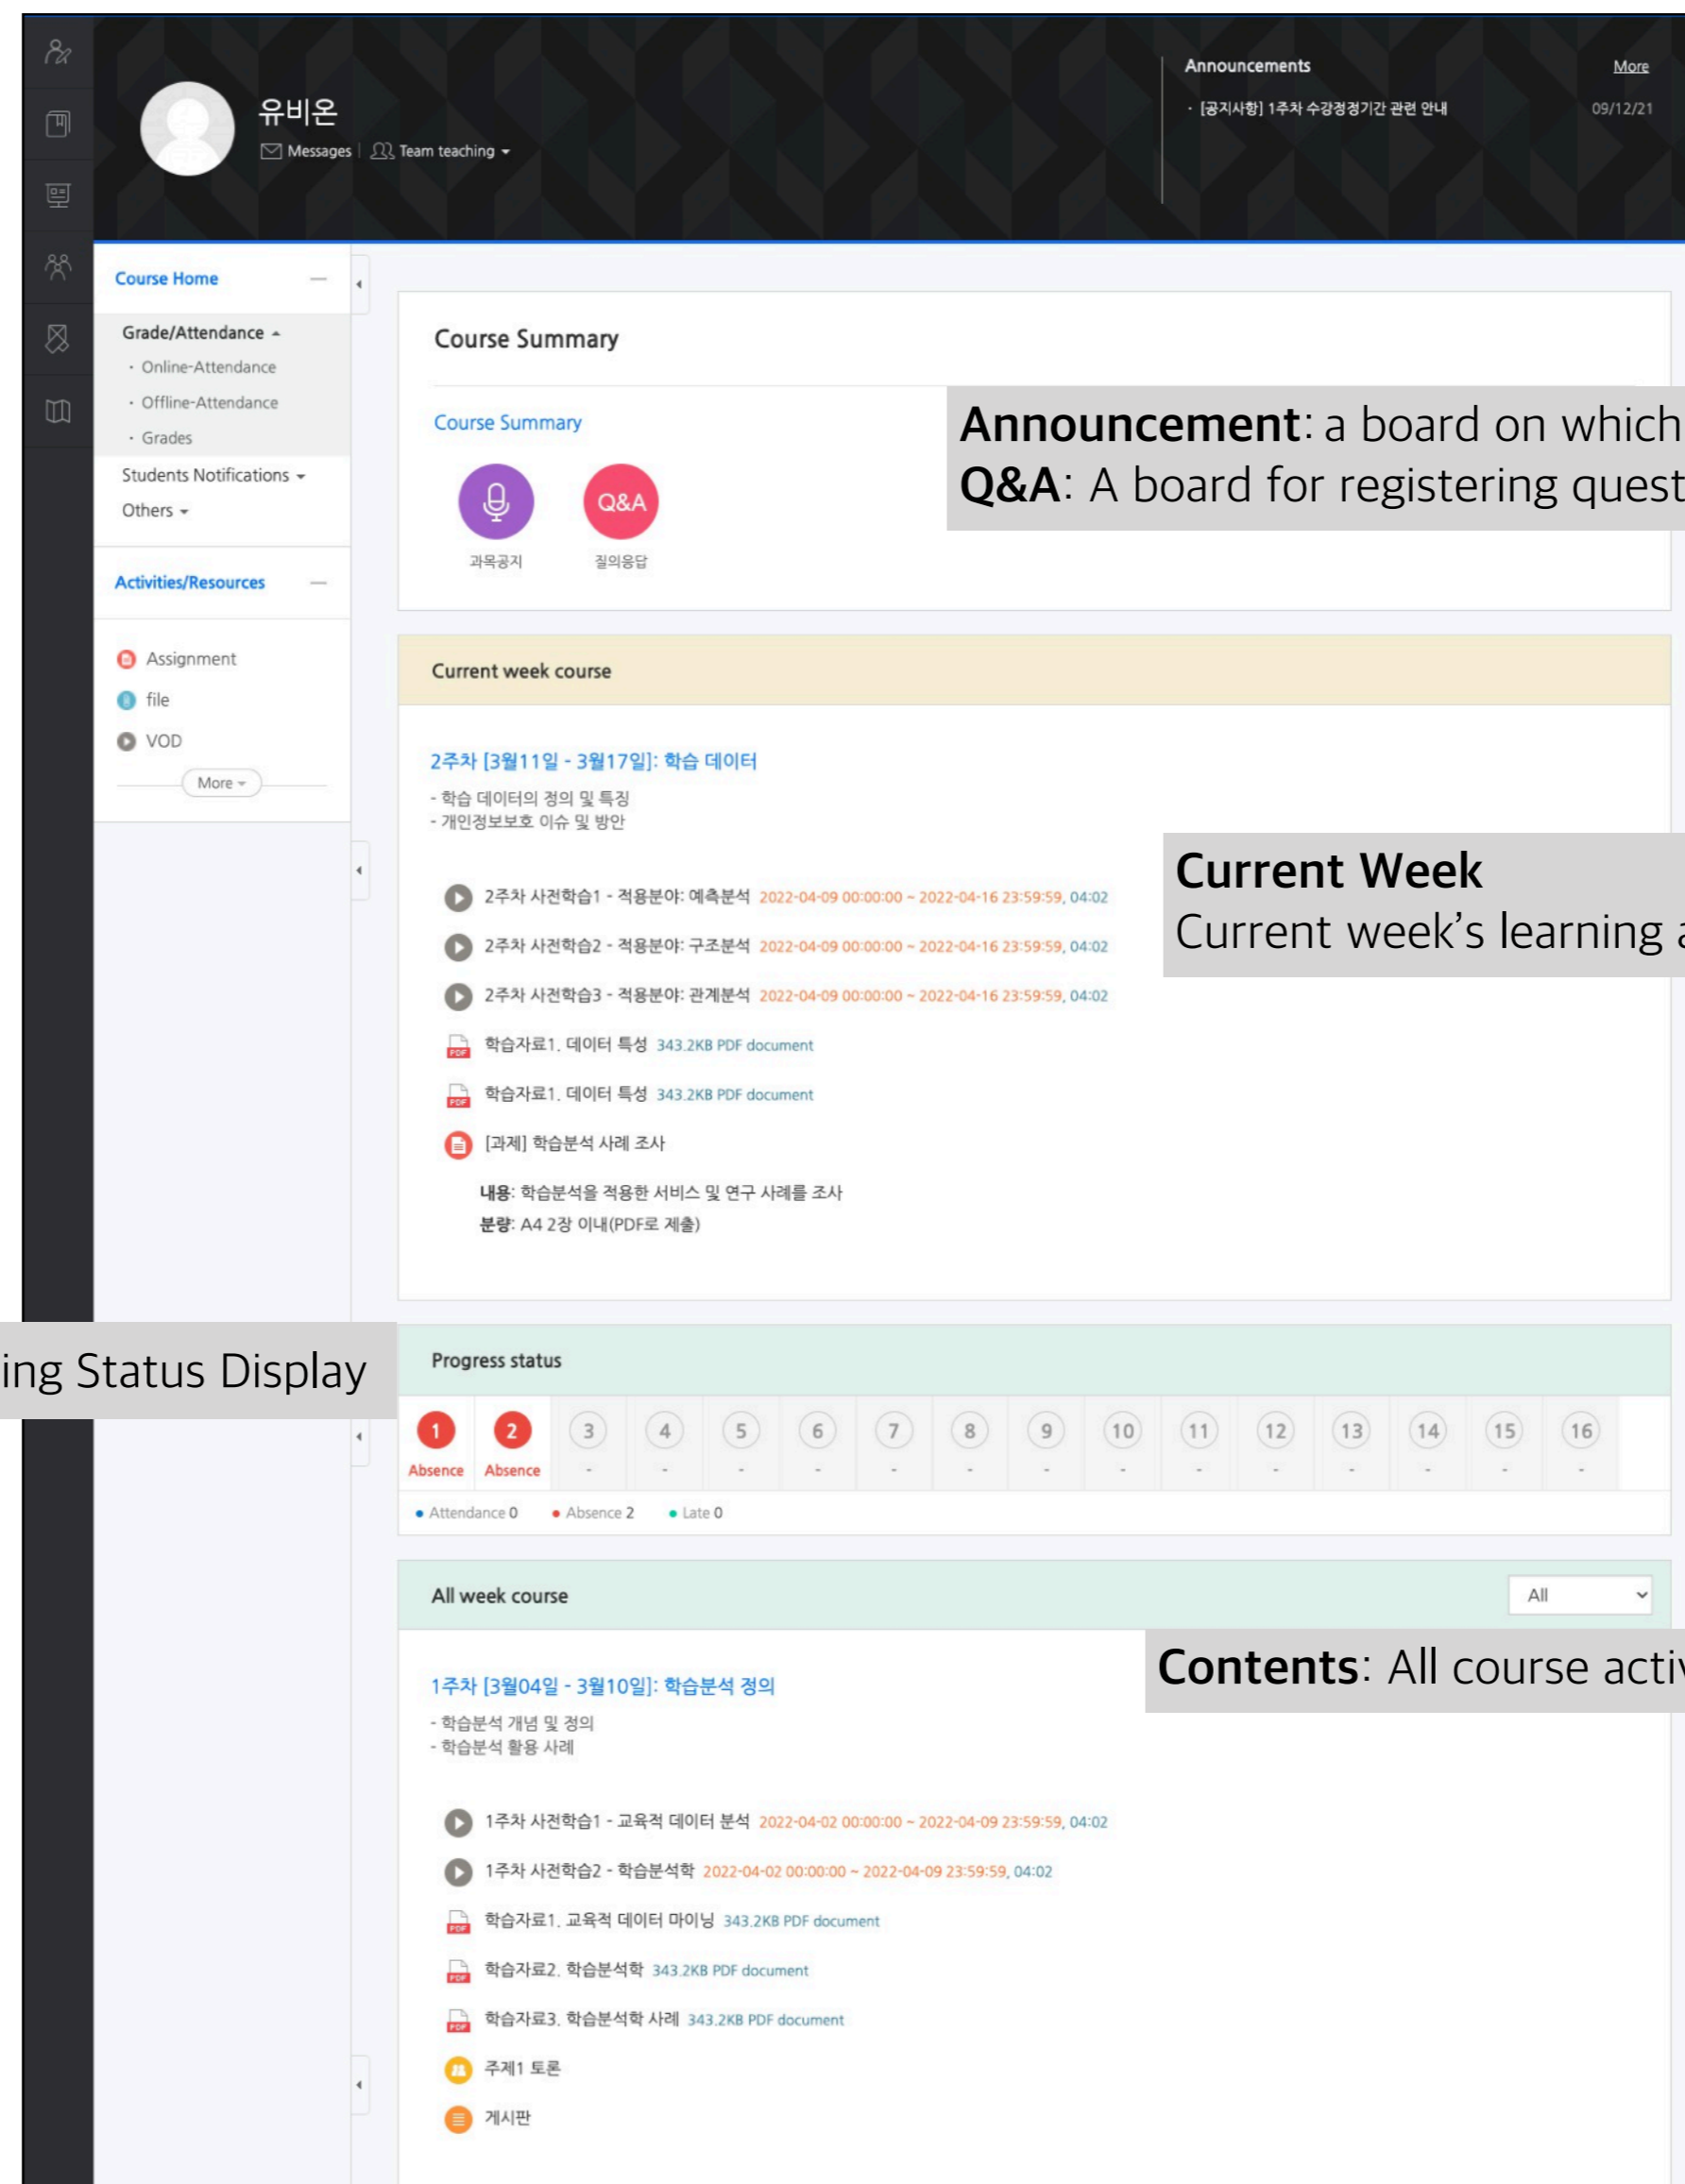 유비온
Messages | Team teaching
Announcements More
· [공지사항] 1주차 수강정정기간 관련 안내 09/12/21
Course Home
Grade/Attendance
· Online-Attendance
· Offline-Attendance
· Grades
Students Notifications
Others
Activities/Resources
Assignment
file
VOD
More
Course Summary
Course Summary
Q&A
과목공지 질의응답
Announcement: a board on which
Q&A: A board for registering quest
Current week course
2주차 [3월11일 - 3월17일]: 학습 데이터
- 학습 데이터의 정의 및 특징
- 개인정보보호 이슈 및 방안
2주차 사전학습1 - 적용분야: 예측분석 2022-04-09 00:00:00 ~ 2022-04-16 23:59:59, 04:02
2주차 사전학습2 - 적용분야: 구조분석 2022-04-09 00:00:00 ~ 2022-04-16 23:59:59, 04:02
2주차 사전학습3 - 적용분야: 관계분석 2022-04-09 00:00:00 ~ 2022-04-16 23:59:59, 04:02
PDF 학습자료1. 데이터 특성 343.2KB PDF document
PDF 학습자료1. 데이터 특성 343.2KB PDF document
[과제] 학습분석 사례 조사
내용: 학습분석을 적용한 서비스 및 연구 사례를 조사
분량: A4 2장 이내(PDF로 제출)
Current Week
Current week's learning a
ing Status Display
Progress status
1 2 3 4 5 6 7 8 9 10 11 12 13 14 15 16
Absence Absence - - - - - - - - - - - - - -
• Attendance 0 • Absence 2 • Late 0
All week course All
Contents: All course activ
1주차 [3월04일 - 3월10일]: 학습분석 정의
- 학습분석 개념 및 정의
- 학습분석 활용 사례
1주차 사전학습1 - 교육적 데이터 분석 2022-04-02 00:00:00 ~ 2022-04-09 23:59:59, 04:02
1주차 사전학습2 - 학습분석학 2022-04-02 00:00:00 ~ 2022-04-09 23:59:59, 04:02
PDF 학습자료1. 교육적 데이터 마이닝 343.2KB PDF document
PDF 학습자료2. 학습분석학 343.2KB PDF document
PDF 학습자료3. 학습분석학 사례 343.2KB PDF document
주제1 토론
게시판